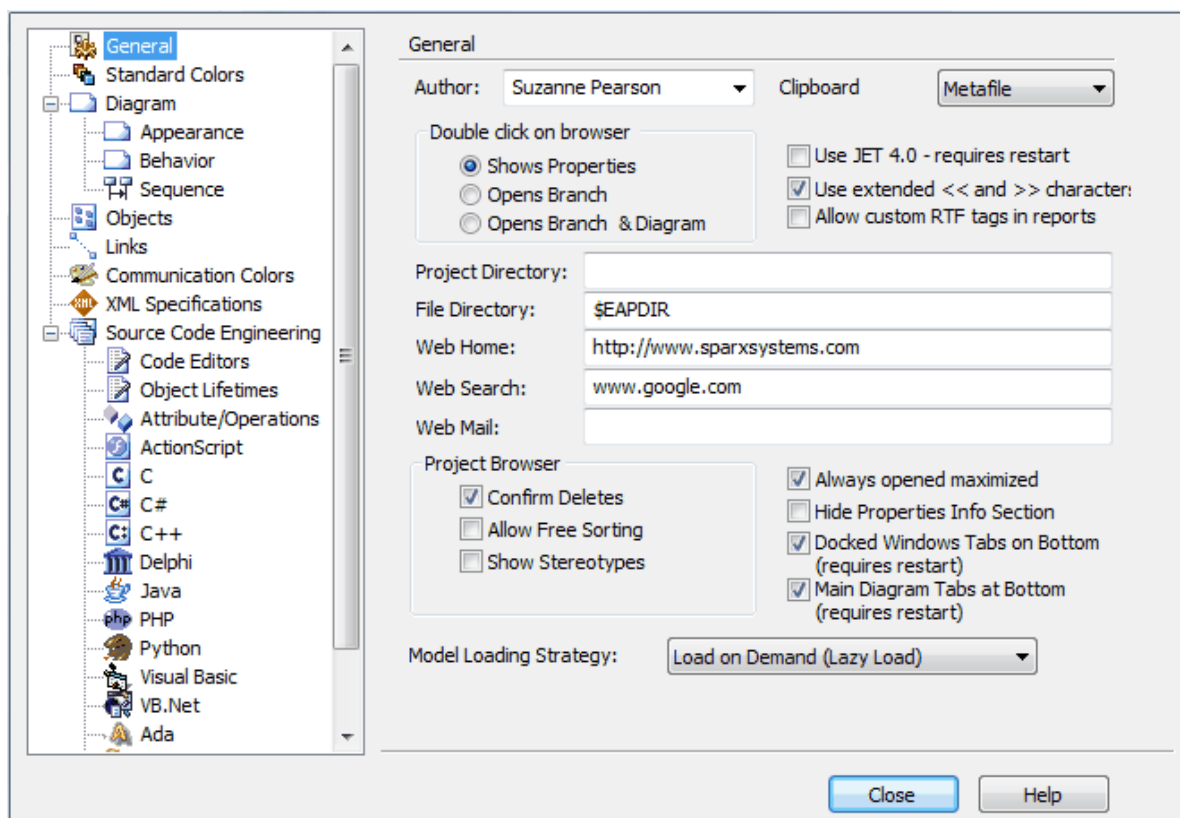 General
Standard Colors
Diagram
Appearance
Behavior
Sequence
Objects
Links
Communication Colors
XML Specifications
Source Code Engineering
Code Editors
Object Lifetimes
Attribute/Operations
ActionScript
C
C#
C++
Delphi
Java
php PHP
Python
Visual Basic
VB.Net
Ada
General
Author: Suzanne Pearson Clipboard Metafile
Double click on browser
Shows Properties
Opens Branch
Opens Branch & Diagram
Use JET 4.0 - requires restart
Use extended << and >> character
Allow custom RTF tags in reports
Project Directory:
File Directory: $EAPDIR
Web Home: http://www.sparxsystems.com
Web Search: www.google.com
Web Mail:
Project Browser
Confirm Deletes
Allow Free Sorting
Show Stereotypes
Always opened maximized
Hide Properties Info Section
Docked Windows Tabs on Bottom
(requires restart)
Main Diagram Tabs at Bottom
(requires restart)
Model Loading Strategy: Load on Demand (Lazy Load)
Close Help